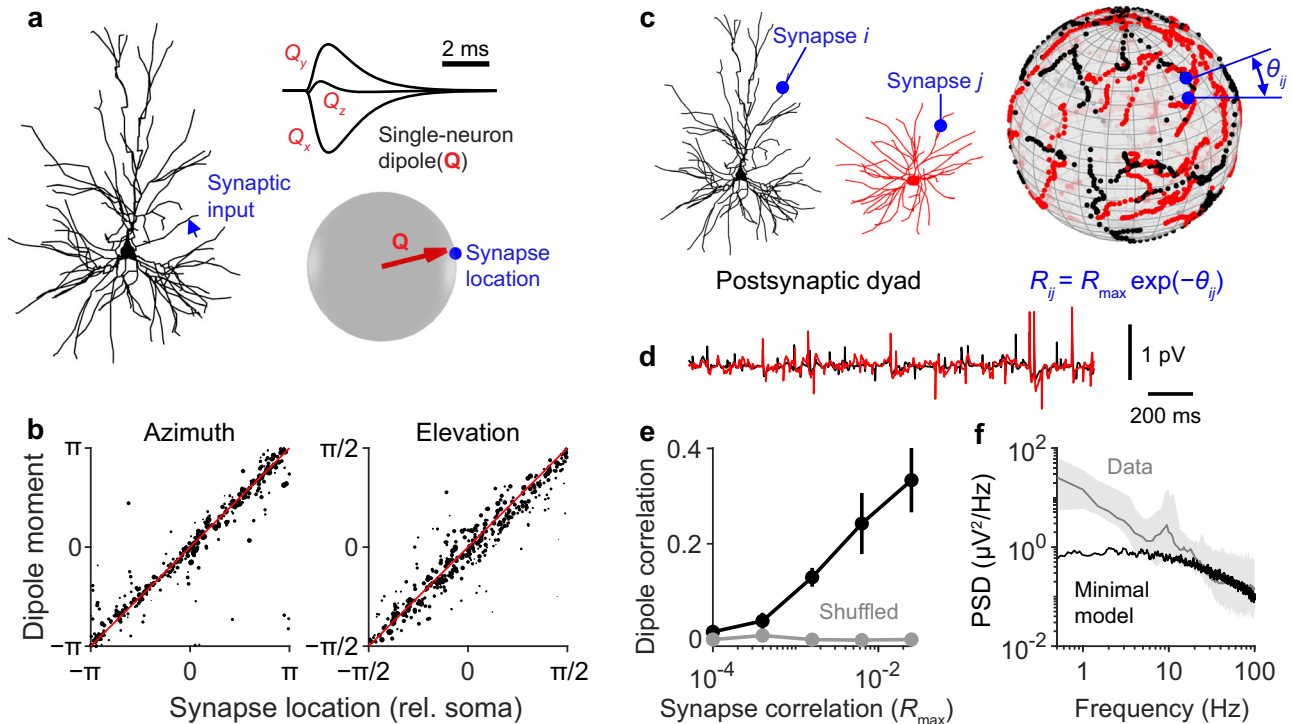 a
Q_y
Q_z
Q_x
2 ms
Single-neuron
dipole(Q)
Synaptic
input
Q
Synapse
location
b
Azimuth
Elevation
Dipole moment
π
0
−π
−π
0
π
π/2
0
−π/2
−π/2
0
π/2
Synapse location (rel. soma)
c
Synapse i
Synapse j
θ_ij
Postsynaptic dyad
R_ij = R_max exp(−θ_ij)
d
1 pV
200 ms
e
Dipole correlation
0.4
0.2
0
Shuffled
10^−4
10^−2
Synapse correlation (R_max)
f
PSD (µV²/Hz)
10^2
10^0
10^−2
Data
Minimal
model
1
10
100
Frequency (Hz)